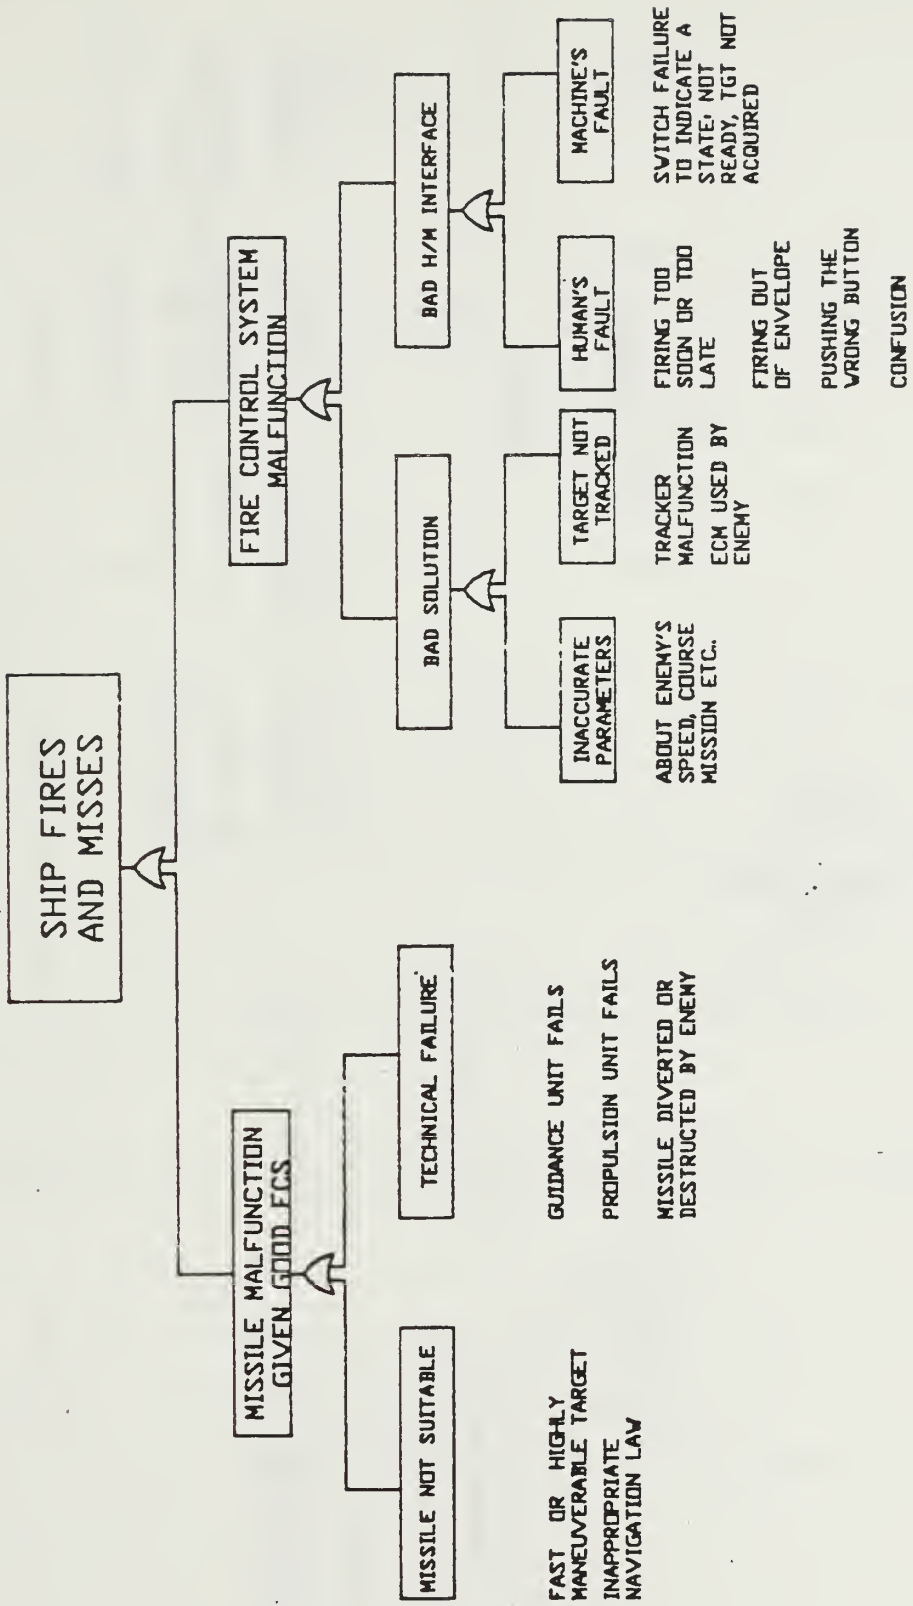 SHIP FIRES
AND MISSES
MISSILE MALFUNCTION
GIVEN GOOD FCS
FIRE CONTROL SYSTEM
MALFUNCTION
MISSILE NOT SUITABLE
TECHNICAL FAILURE
BAD SOLUTION
BAD H/M INTERFACE
INACCURATE
PARAMETERS
TARGET NOT
TRACKED
HUMAN'S
FAULT
MACHINE'S
FAULT
FAST OR HIGHLY
MANEUVERABLE TARGET
INAPPROPRIATE
NAVIGATION LAW
GUIDANCE UNIT FAILS
PROPULSION UNIT FAILS
MISSILE DIVERTED OR
DESTRUCTED BY ENEMY
ABOUT ENEMY'S
SPEED, COURSE
MISSION ETC..
TRACKER
MALFUNCTION
ECM USED BY
ENEMY
FIRING TOO
SOON OR TOO
LATE
FIRING OUT
OF ENVELOPE
PUSHING THE
WRONG BUTTON
CONFUSION
SWITCH FAILURE
TO INDICATE A
STATE; NOT
READY, TGT NOT
ACQUIRED